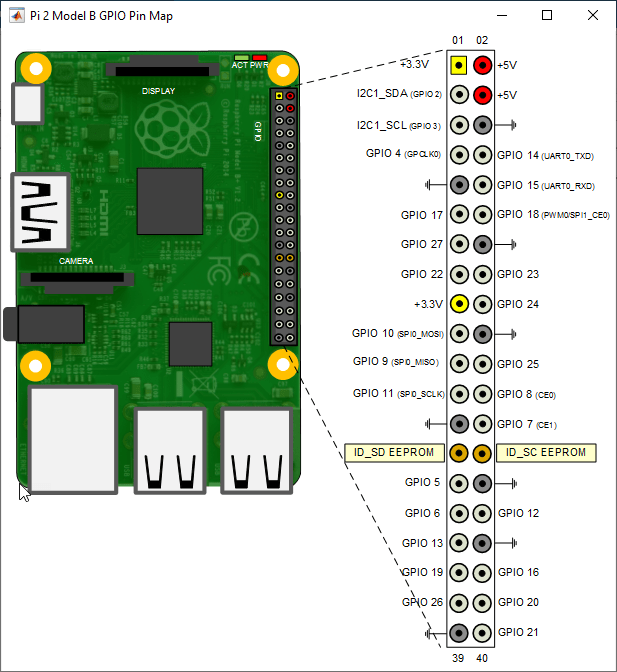 Pi 2 Model B GPIO Pin Map
01 02
ACT PWR
+3.3V +5V
DISPLAY
I2C1_SDA (GPIO 2) +5V
I2C1_SCL (GPIO 3)
GPIO
GPIO 4 (GPCLK0) GPIO 14 (UART0_TXD)
GPIO 15 (UART0_RXD)
HDMI
GPIO 17 GPIO 18 (PWM0/SPI1_CE0)
GPIO 27
CAMERA
FC CE
GPIO 22 GPIO 23
+3.3V GPIO 24
GPIO 10 (SPI0_MOSI)
GPIO 9 (SPI0_MISO) GPIO 25
GPIO 11 (SPI0_SCLK) GPIO 8 (CE0)
GPIO 7 (CE1)
ID_SD EEPROM ID_SC EEPROM
GPIO 5
GPIO 6 GPIO 12
GPIO 13
GPIO 19 GPIO 16
GPIO 26 GPIO 20
GPIO 21
39 40